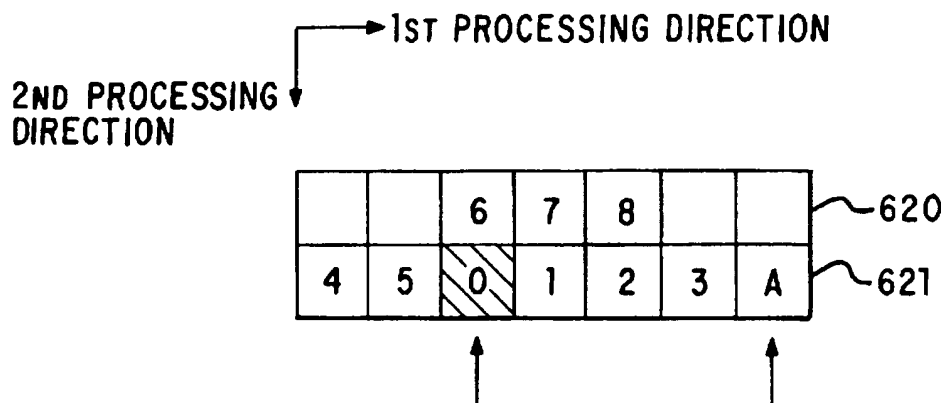 1ST PROCESSING DIRECTION
2ND PROCESSING
DIRECTION
6 7 8 620
4 5 0 1 2 3 A 621